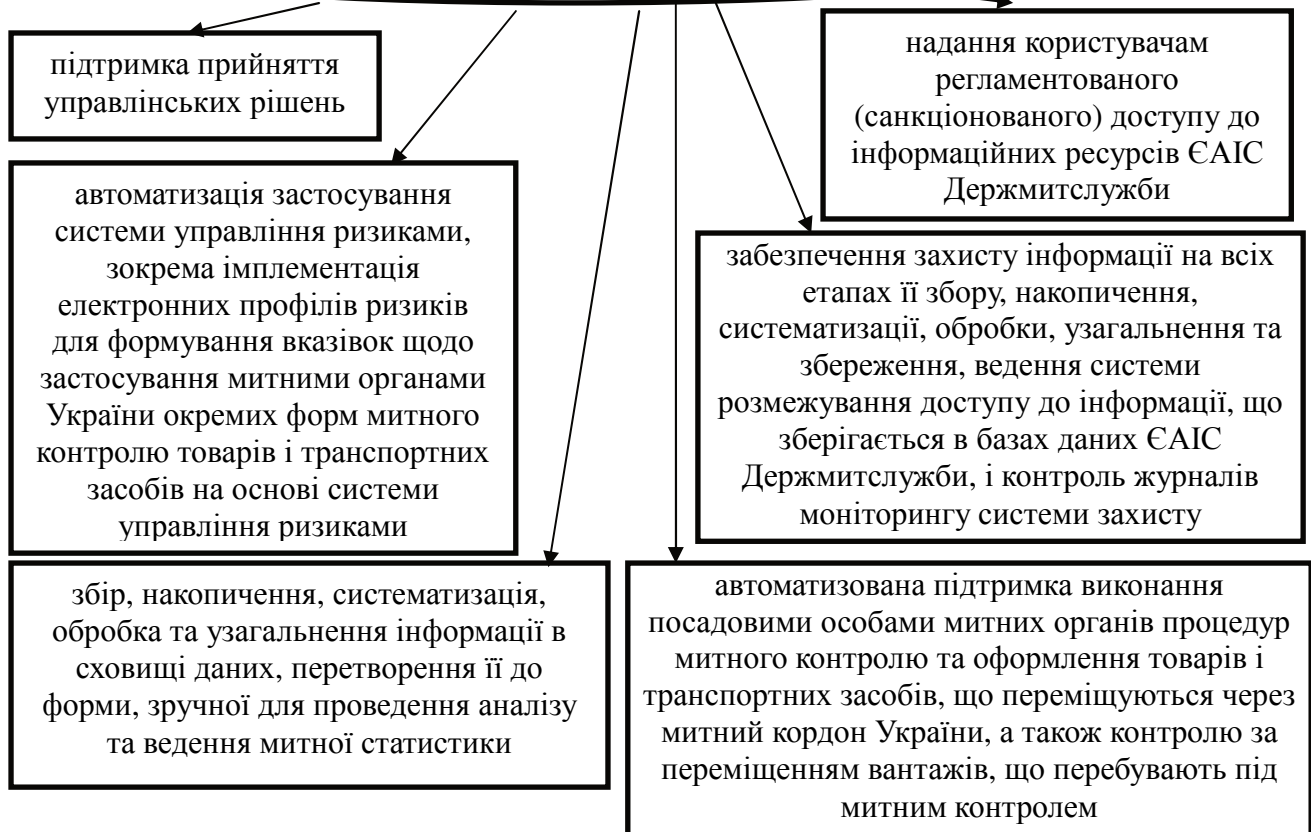 підтримка прийняття
управлінських рішень
надання користувачам
регламентованого
(санкціонованого) доступу до
інформаційних ресурсів ЄАІС
Держмитслужби
автоматизація застосування
системи управління ризиками,
зокрема імплементація
електронних профілів ризиків
для формування вказівок щодо
застосування митними органами
України окремих форм митного
контролю товарів і транспортних
засобів на основі системи
управління ризиками
забезпечення захисту інформації на всіх
етапах її збору, накопичення,
систематизації, обробки, узагальнення та
збереження, ведення системи
розмежування доступу до інформації, що
зберігається в базах даних ЄАІС
Держмитслужби, і контроль журналів
моніторингу системи захисту
збір, накопичення, систематизація,
обробка та узагальнення інформації в
сховищі даних, перетворення її до
форми, зручної для проведення аналізу
та ведення митної статистики
автоматизована підтримка виконання
посадовими особами митних органів процедур
митного контролю та оформлення товарів і
транспортних засобів, що переміщуються через
митний кордон України, а також контролю за
переміщенням вантажів, що перебувають під
митним контролем